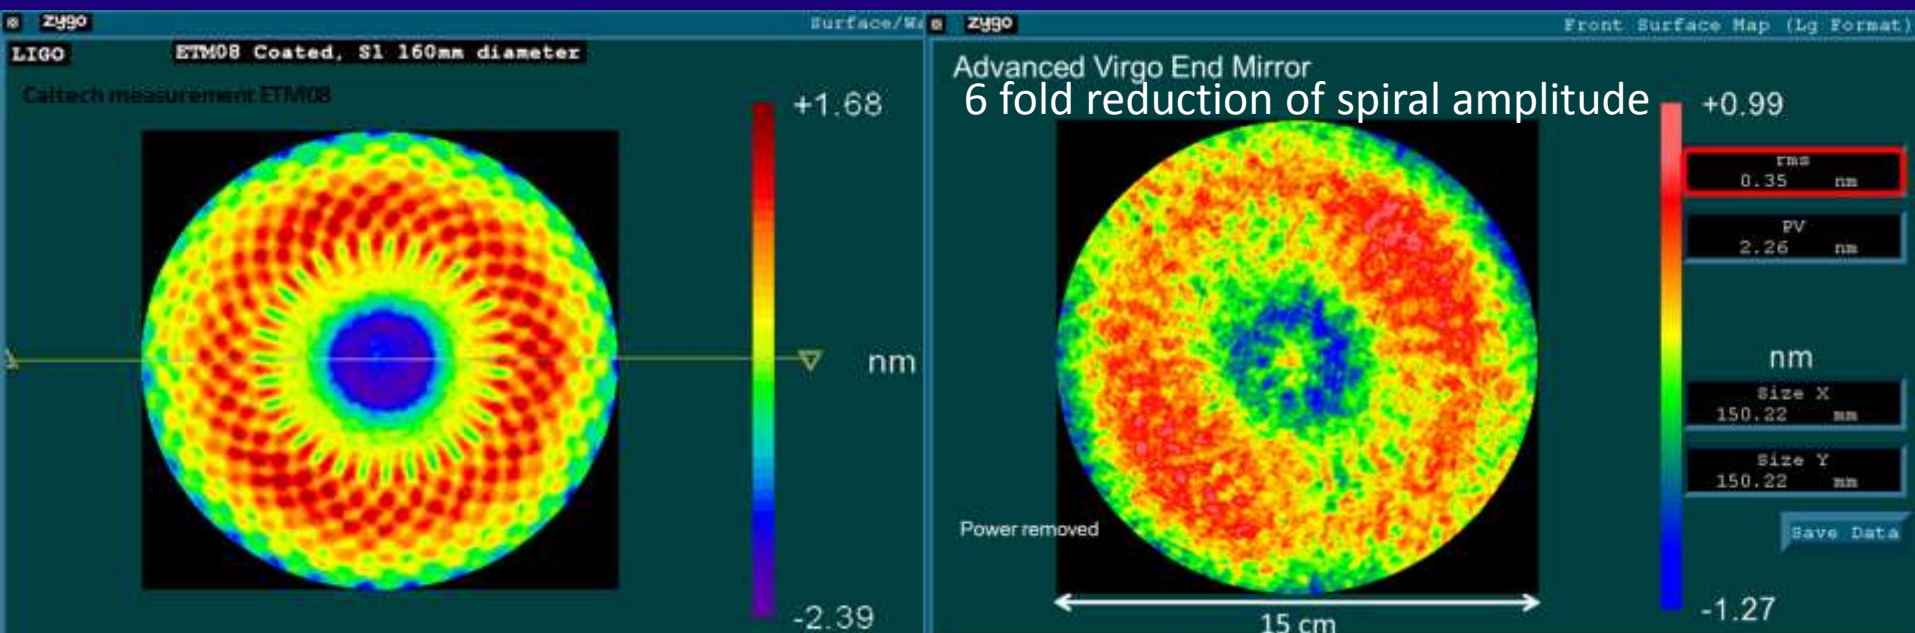 zygo
Surface/Wa
LIGO
ETM08 Coated, S1 160mm diameter
Caltech measurement ETM08
+1.68
nm
-2.39
zygo
Front Surface Map (Lg Format)
Advanced Virgo End Mirror
6 fold reduction of spiral amplitude
+0.99
rms
0.35 nm
PV
2.26 nm
nm
Size X
150.22 mm
Size Y
150.22 mm
Power removed
Save Data
-1.27
15 cm